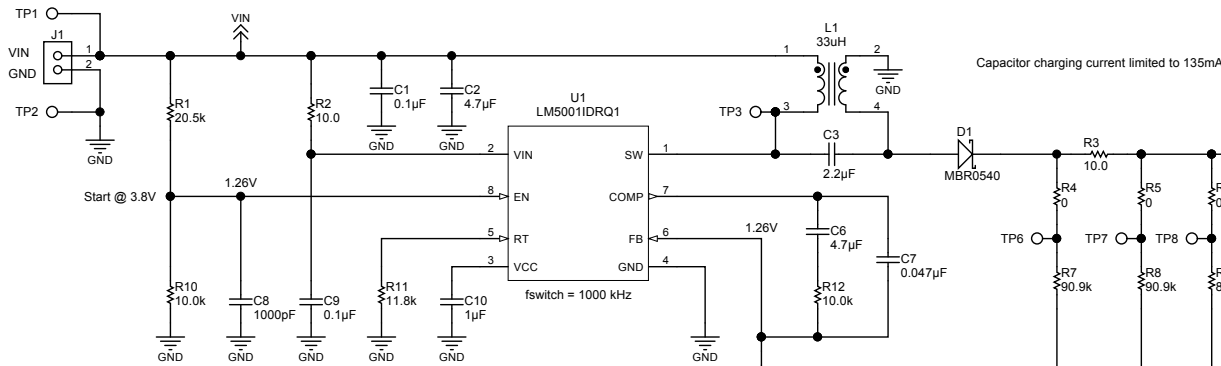 TP1
J1
VIN
1
GND
2
TP2
GND
VIN
R1
20.5k
R2
10.0
C1
0.1µF
GND
C2
4.7µF
GND
L1
33uH
1
2
3
4
GND
Capacitor charging current limited to 135mA
TP3
U1
LM5001IDRQ1
2
VIN
8
EN
5
RT
3
VCC
SW
1
COMP
7
FB
6
GND
4
fswitch = 1000 kHz
C3
2.2µF
D1
MBR0540
R3
10.0
R4
0
R5
0
R
0
TP6
TP7
TP8
R7
90.9k
R8
90.9k
R
8
Start @ 3.8V
1.26V
1.26V
R10
10.0k
GND
C8
1000pF
GND
C9
0.1µF
GND
R11
11.8k
GND
C10
1µF
GND
GND
C6
4.7µF
R12
10.0k
C7
0.047µF